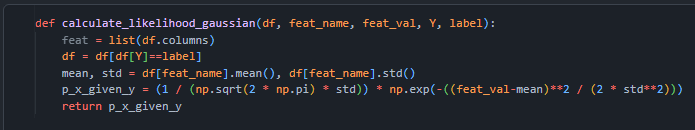 def calculate_likelihood_gaussian(df, feat_name, feat_val, Y, label):
    feat = list(df.columns)
    df = df[df[Y]==label]
    mean, std = df[feat_name].mean(), df[feat_name].std()
    p_x_given_y = (1 / (np.sqrt(2 * np.pi) * std)) * np.exp(-((feat_val-mean)**2 / (2 * std**2)))
    return p_x_given_y